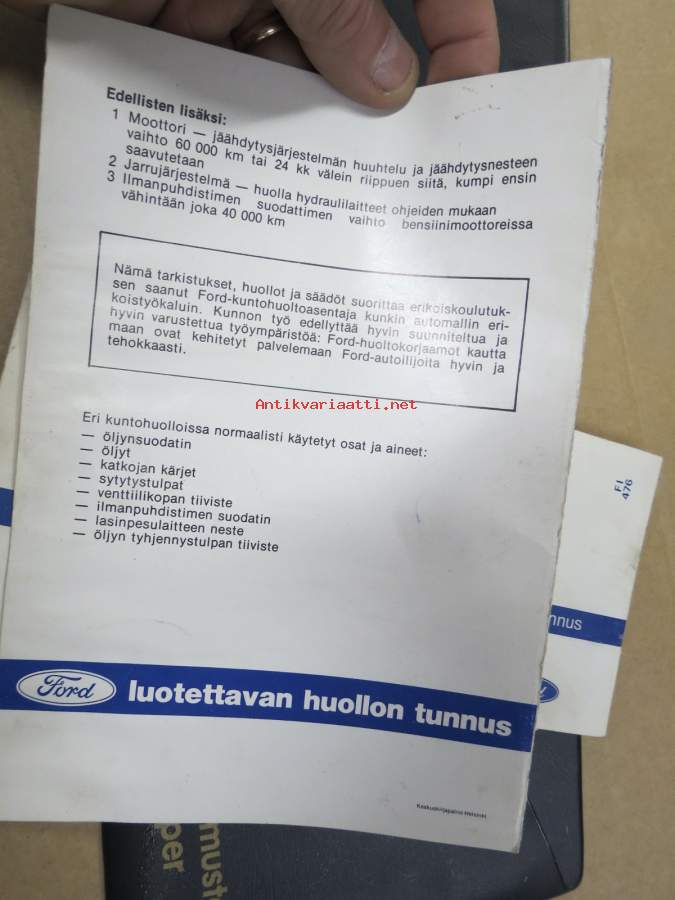 Edellisten lisäksi:
1 Moottori — jäähdytysjärjestelmän huuhtelu ja jäähdytysnesteen
vaihto 60 000 km tai 24 kk välein riippuen siitä, kumpi ensin
saavutetaan
2 Jarrujärjestelmä — huolla hydraulilaitteet ohjeiden mukaan
3 Ilmanpuhdistimen suodattimen vaihto bensiinimoottoreissa
vähintään joka 40 000 km
Nämä tarkistukset, huollot ja säädöt suorittaa erikoiskoulutuk-
sen saanut Ford-kuntohuoltoasentaja kunkin automallin eri-
koistyökaluin. Kunnon työ edellyttää hyvin suunniteltua ja
hyvin varustettua työympäristöä: Ford-huoltokorjaamot kautta
maan ovat kehitetyt palvelemaan Ford-autoilijoita hyvin ja
tehokkaasti.
Antikvariaatti.net
Eri kuntohuolloissa normaalisti käytetyt osat ja aineet:
— öljynsuodatin
— öljyt
— katkojan kärjet
— sytytystulpat
— venttiilikopan tiiviste
— ilmanpuhdistimen suodatin
— lasinpesulaitteen neste
— öljyn tyhjennystulpan tiiviste
FI
476
nnus
Ford luotettavan huollon tunnus
Keskuskirjapaino Helsinki
must
per